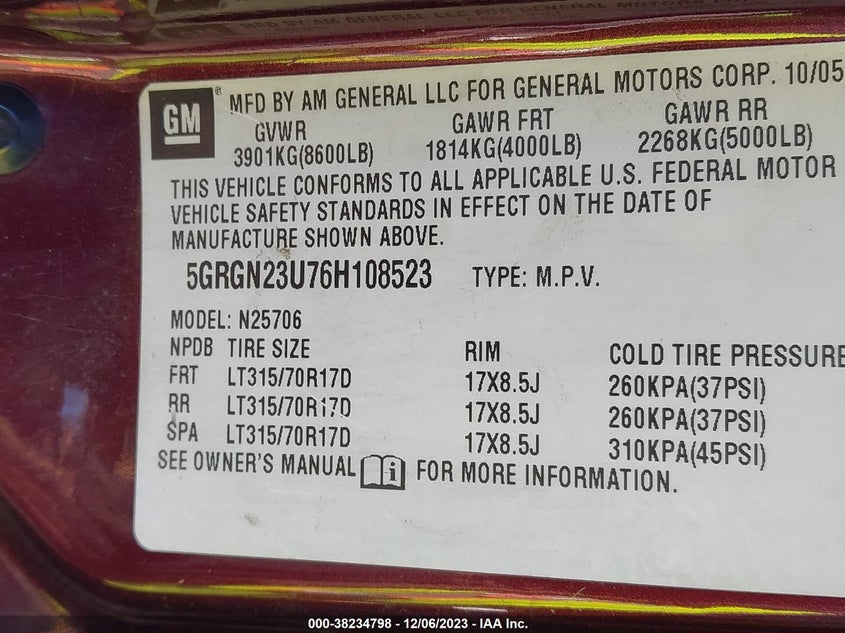 GM ® MFD BY AM GENERAL LLC FOR GENERAL MOTORS CORP. 10/05
GVWR GAWR FRT GAWR RR
3901KG(8600LB) 1814KG(4000LB) 2268KG(5000LB)
THIS VEHICLE CONFORMS TO ALL APPLICABLE U.S. FEDERAL MOTOR
VEHICLE SAFETY STANDARDS IN EFFECT ON THE DATE OF
MANUFACTURE SHOWN ABOVE.
5GRGN23U76H108523 TYPE: M.P.V.
MODEL: N25706
NPDB TIRE SIZE RIM COLD TIRE PRESSURE
FRT LT315/70R17D 17X8.5J 260KPA(37PSI)
RR LT315/70R17D 17X8.5J 260KPA(37PSI)
SPA LT315/70R17D 17X8.5J 310KPA(45PSI)
SEE OWNER'S MANUAL i FOR MORE INFORMATION.
000-38234798 - 12/06/2023 - IAA Inc.